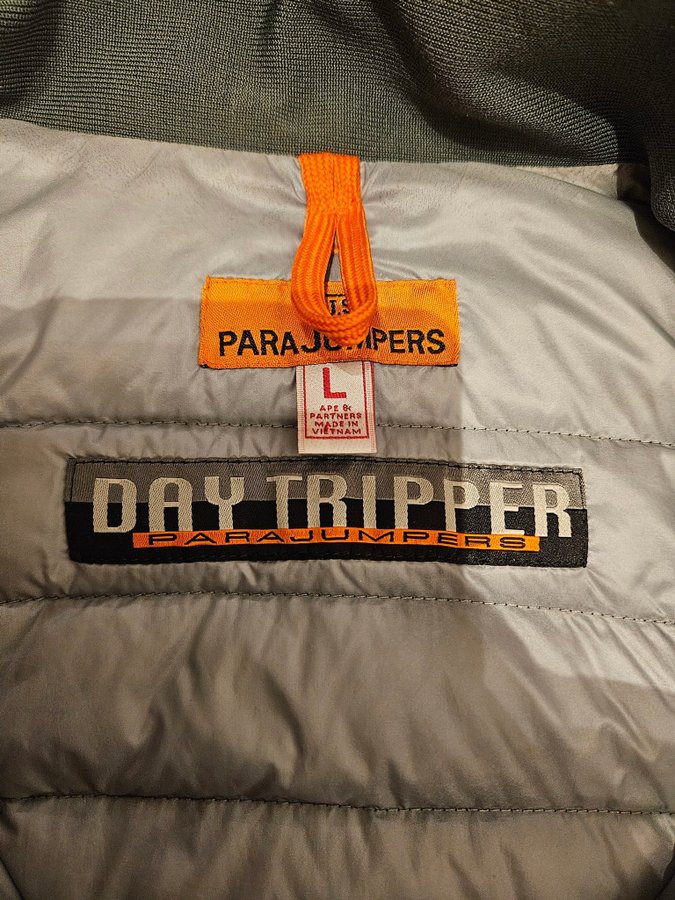 PARAJUMPERS
L
APE &
PARTNERS
MADE IN
VIETNAM
DAY TRIPPER
PARAJUMPERS